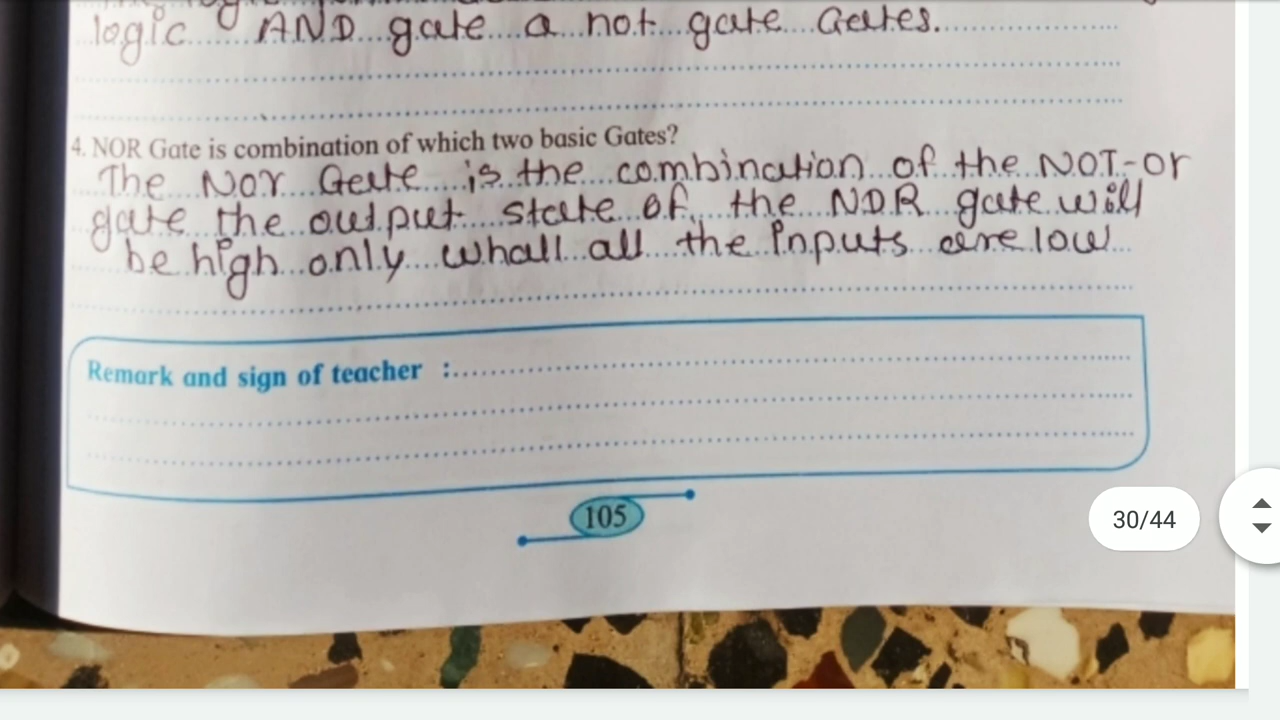 logic AND gate a not gate Gates.
4. NOR Gate is combination of which two basic Gates?
The Nor Gate is the combination of the NOT-or
gate the output state of the NOR gate will
be high only whall all the inputs are low
Remark and sign of teacher :
105
30/44